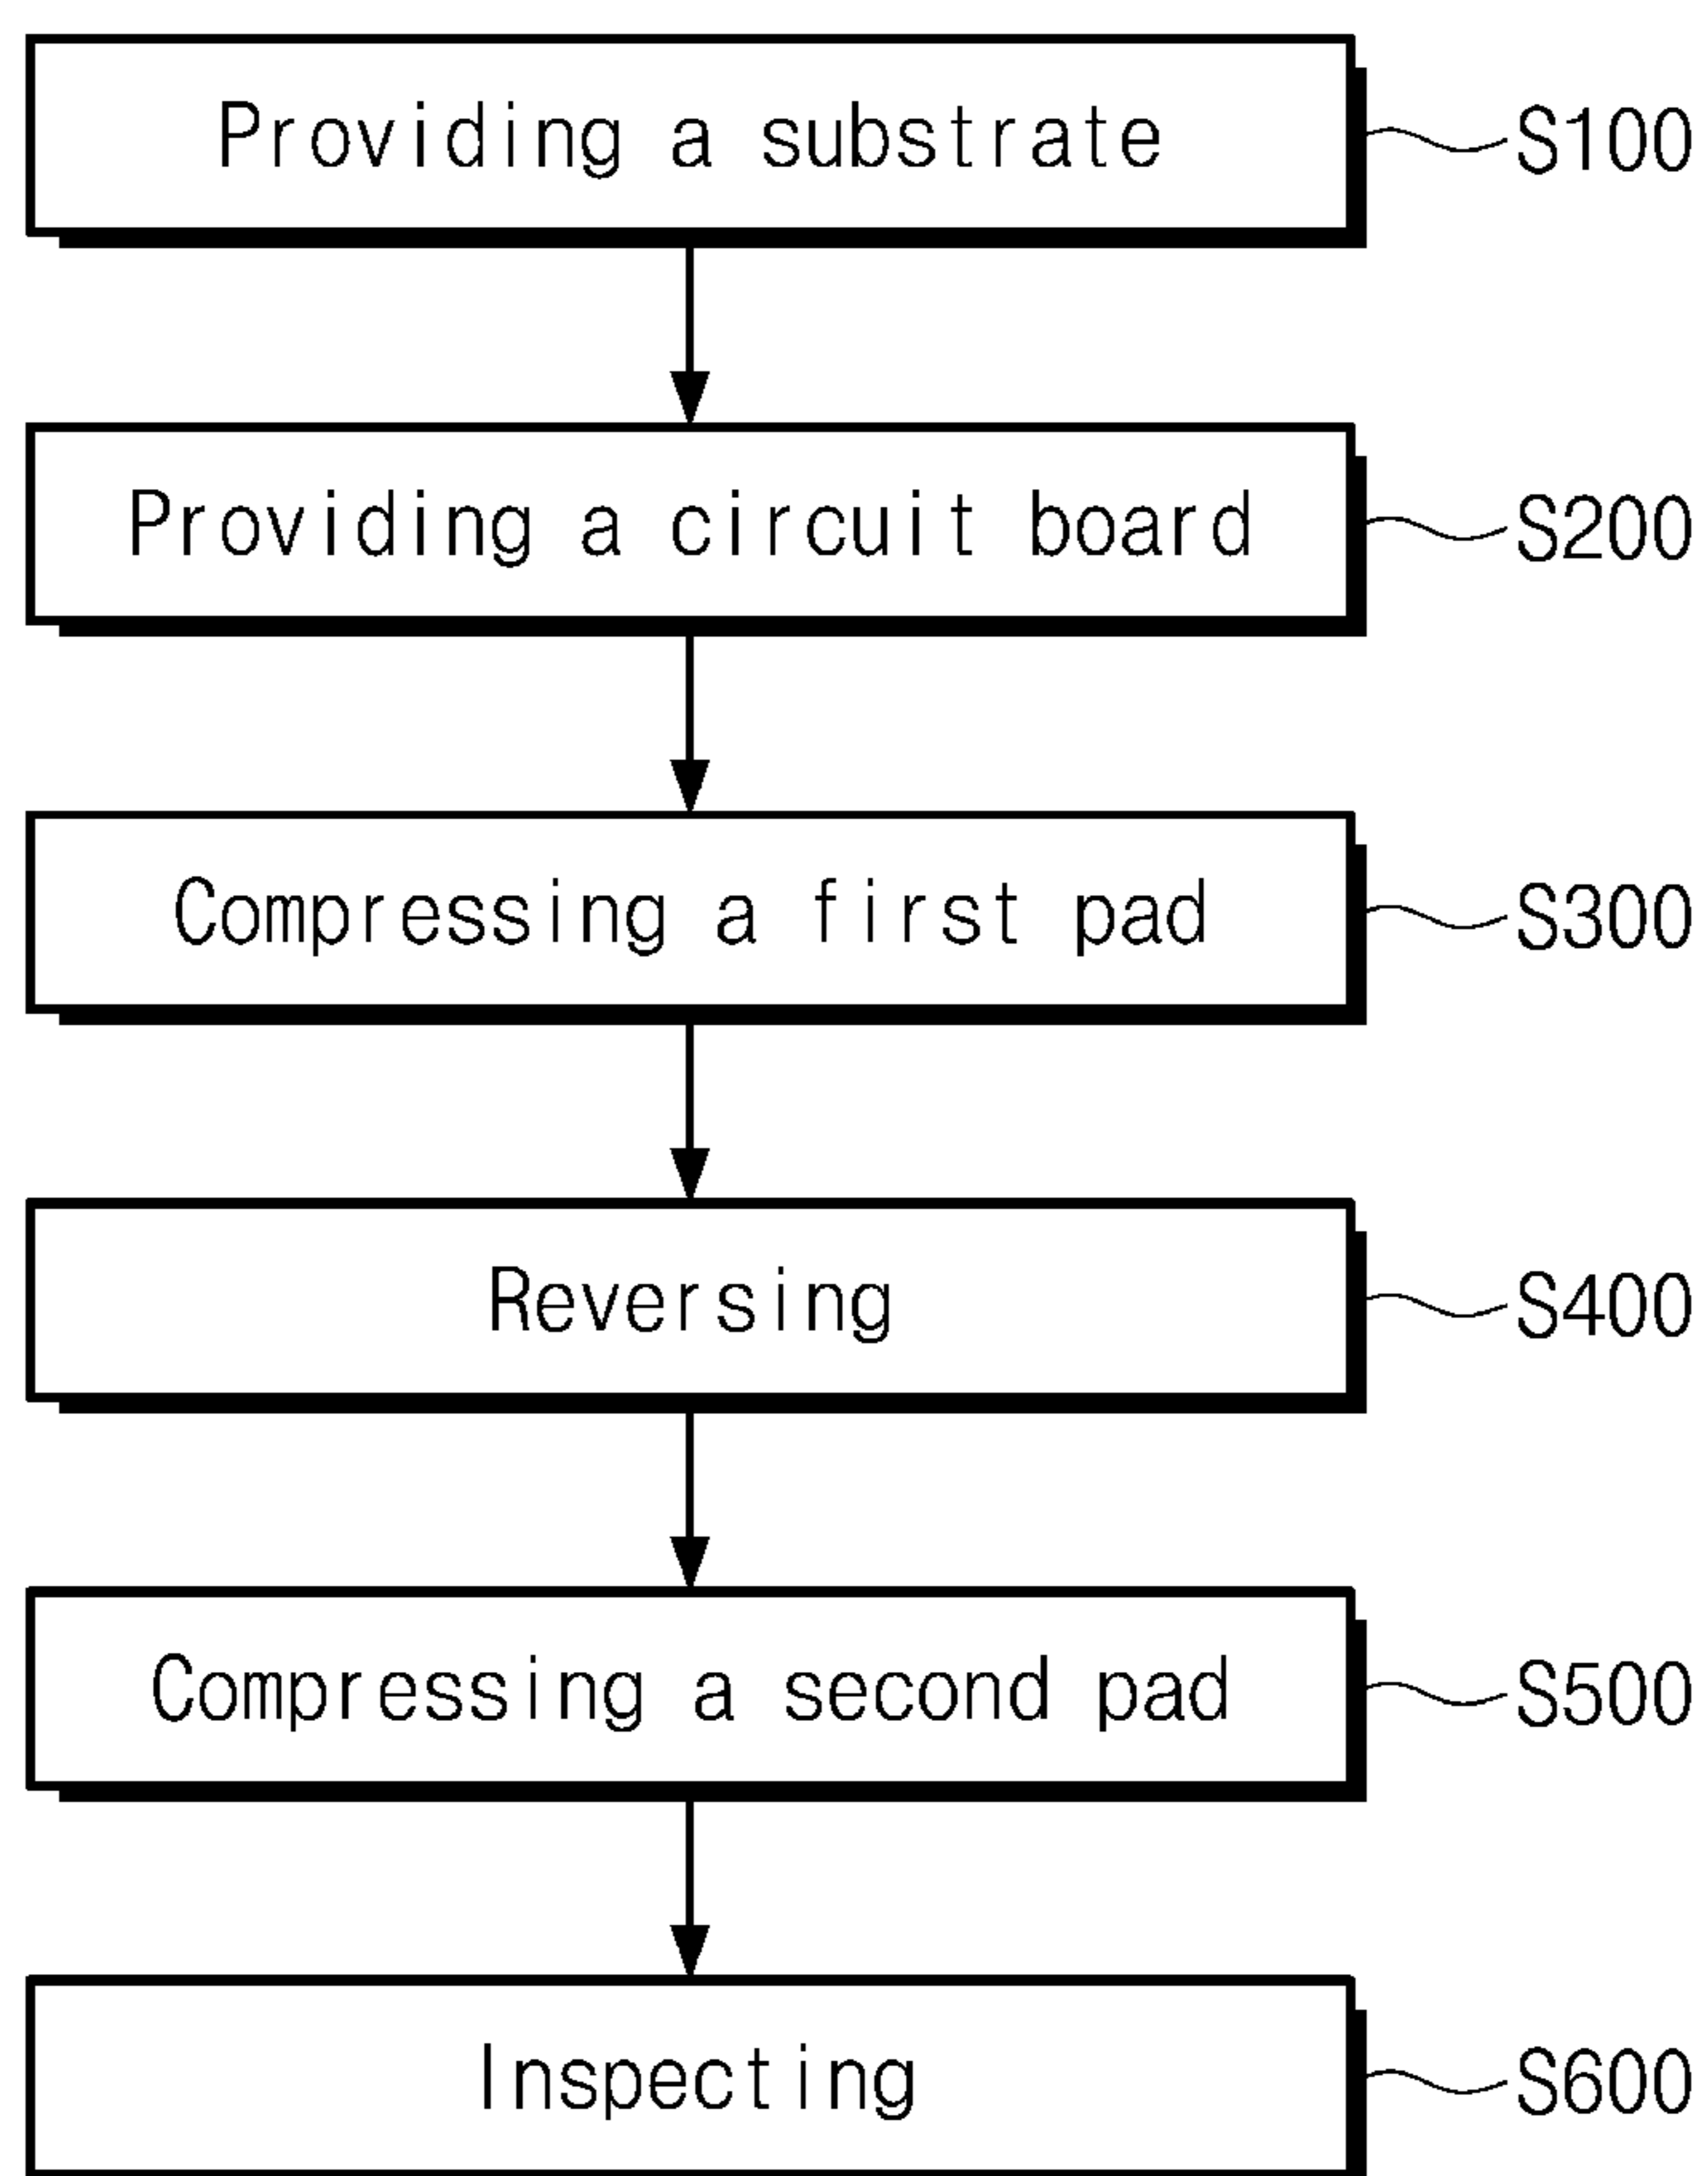 Providing a substrate S100
Providing a circuit board S200
Compressing a first pad S300
Reversing S400
Compressing a second pad S500
Inspecting S600